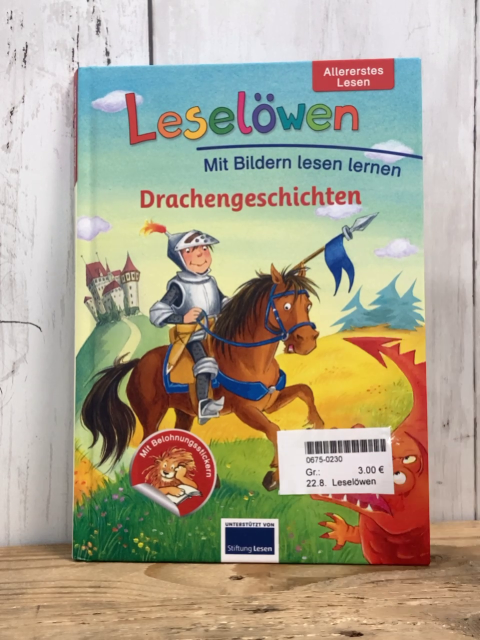 Allererstes
Lesen
Leselöwen
Mit Bildern lesen lernen
Drachengeschichten
Mit Belohnungsstickern
0675-0230
Gr.: 3.00 €
22.8. Leselöwen
UNTERSTÜTZT VON
Stiftung Lesen